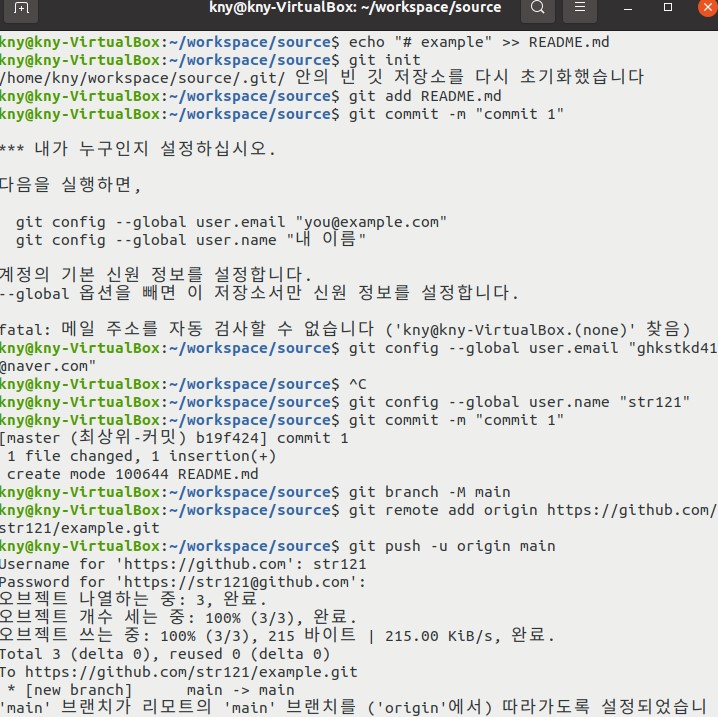 kny@kny-VirtualBox: ~/workspace/source
kny@kny-VirtualBox:~/workspace/source$ echo "# example" >> README.md
kny@kny-VirtualBox:~/workspace/source$ git init
/home/kny/workspace/source/.git/ 안의 빈 깃 저장소를 다시 초기화했습니다
kny@kny-VirtualBox:~/workspace/source$ git add README.md
kny@kny-VirtualBox:~/workspace/source$ git commit -m "commit 1"
*** 내가 누구인지 설정하십시오.
다음을 실행하면,
git config --global user.email "you@example.com"
git config --global user.name "내 이름"
계정의 기본 신원 정보를 설정합니다.
--global 옵션을 빼면 이 저장소서만 신원 정보를 설정합니다.
fatal: 메일 주소를 자동 검사할 수 없습니다 ('kny@kny-VirtualBox.(none)' 찾음)
kny@kny-VirtualBox:~/workspace/source$ git config --global user.email "ghkstkd41
@naver.com"
kny@kny-VirtualBox:~/workspace/source$ ^C
kny@kny-VirtualBox:~/workspace/source$ git config --global user.name "str121"
kny@kny-VirtualBox:~/workspace/source$ git commit -m "commit 1"
[master (최상위-커밋) b19f424] commit 1
1 file changed, 1 insertion(+)
create mode 100644 README.md
kny@kny-VirtualBox:~/workspace/source$ git branch -M main
kny@kny-VirtualBox:~/workspace/source$ git remote add origin https://github.com/
str121/example.git
kny@kny-VirtualBox:~/workspace/source$ git push -u origin main
Username for 'https://github.com': str121
Password for 'https://str121@github.com':
오브젝트 나열하는 중: 3, 완료.
오브젝트 개수 세는 중: 100% (3/3), 완료.
오브젝트 쓰는 중: 100% (3/3), 215 바이트 | 215.00 KiB/s, 완료.
Total 3 (delta 0), reused 0 (delta 0)
To https://github.com/str121/example.git
* [new branch]      main -> main
'main' 브랜치가 리모트의 'main' 브랜치를 ('origin'에서) 따라가도록 설정되었습니